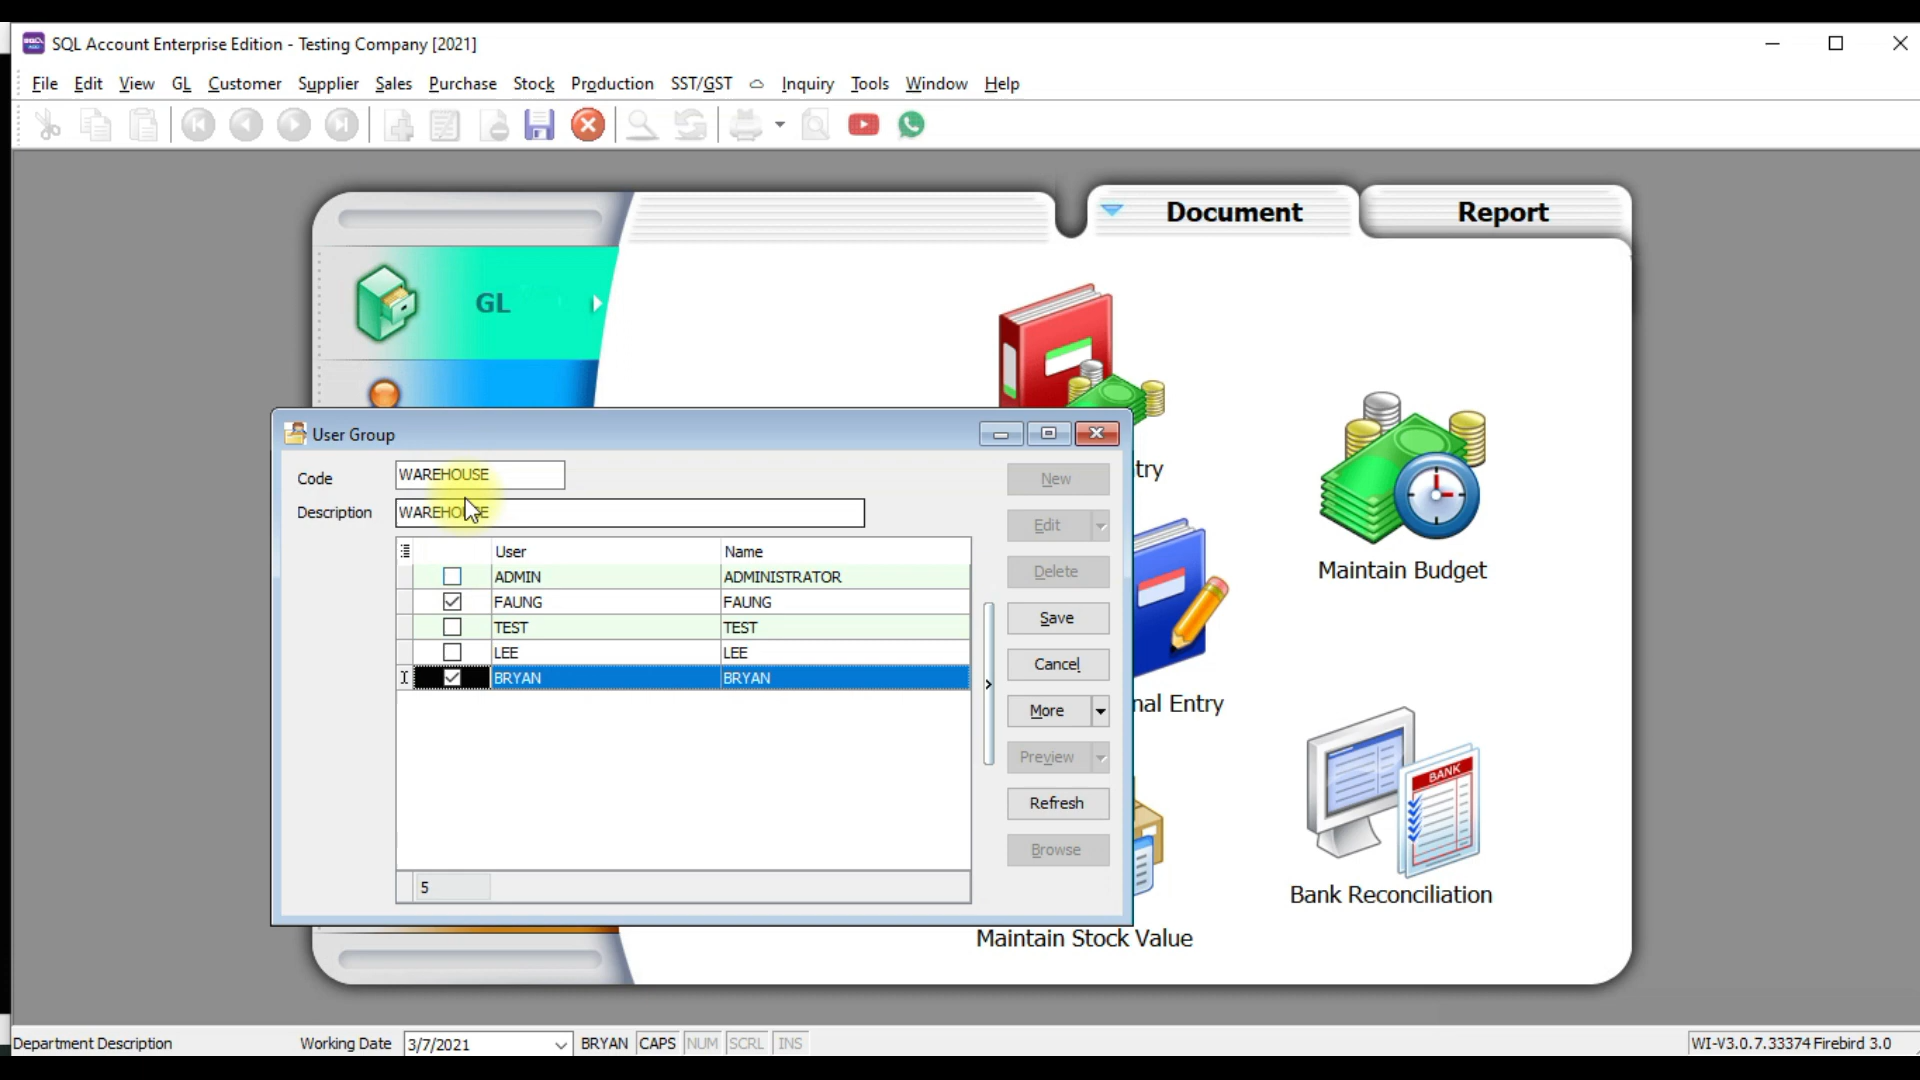 SQL Account Enterprise Edition - Testing Company [2021]
File Edit View GL Customer Supplier Sales Purchase Stock Production SST/GST Inquiry Tools Window Help
Document Report
GL
User Group
Code WAREHOUSE New
try
Description WAREHOUSE
Edit
User Name
ADMIN ADMINISTRATOR Delete
Maintain Budget
FAUNG FAUNG
TEST TEST Save
LEE LEE Cancel
BRYAN BRYAN
More nal Entry
Preview
Refresh
Browse
5
Bank Reconciliation
Maintain Stock Value
Department Description Working Date 3/7/2021 BRYAN CAPS NUM SCRL INS WI-V3.0.7.33374 Firebird 3.0